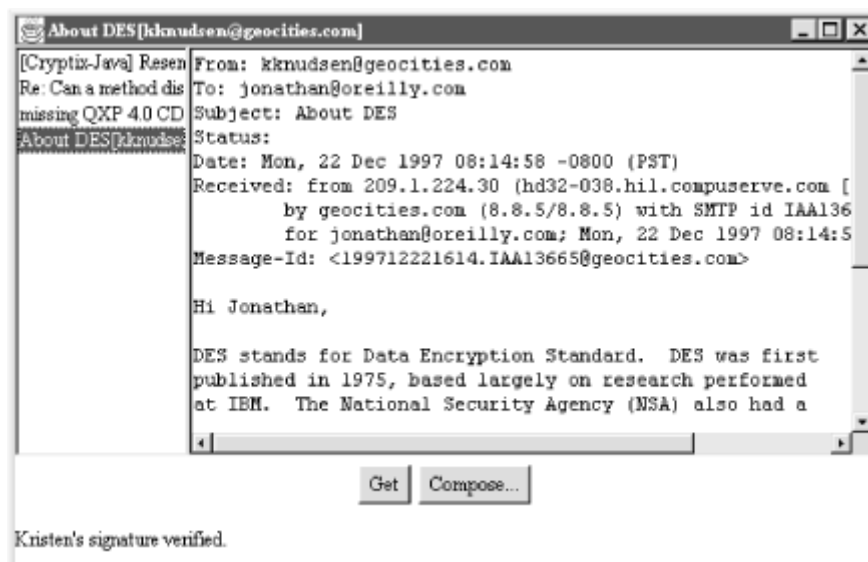 About DES[kknudsen@geocities.com]
[Cryptix-Java] Resen
Re: Can a method dis
missing QXP 4.0 CD
About DES[kknudse
From: kknudsen@geocities.com
To: jonathan@oreilly.com
Subject: About DES
Status:
Date: Mon, 22 Dec 1997 08:14:58 -0800 (PST)
Received: from 209.1.224.30 (hd32-038.hil.compuserve.com [
by geocities.com (8.8.5/8.8.5) with SMTP id IAA136
for jonathan@oreilly.com; Mon, 22 Dec 1997 08:14:5
Message-Id: <199712221614.IAA13665@geocities.com>
Hi Jonathan,
DES stands for Data Encryption Standard.  DES was first
published in 1975, based largely on research performed
at IBM.  The National Security Agency (NSA) also had a
Get
Compose...
Kristen's signature verified.